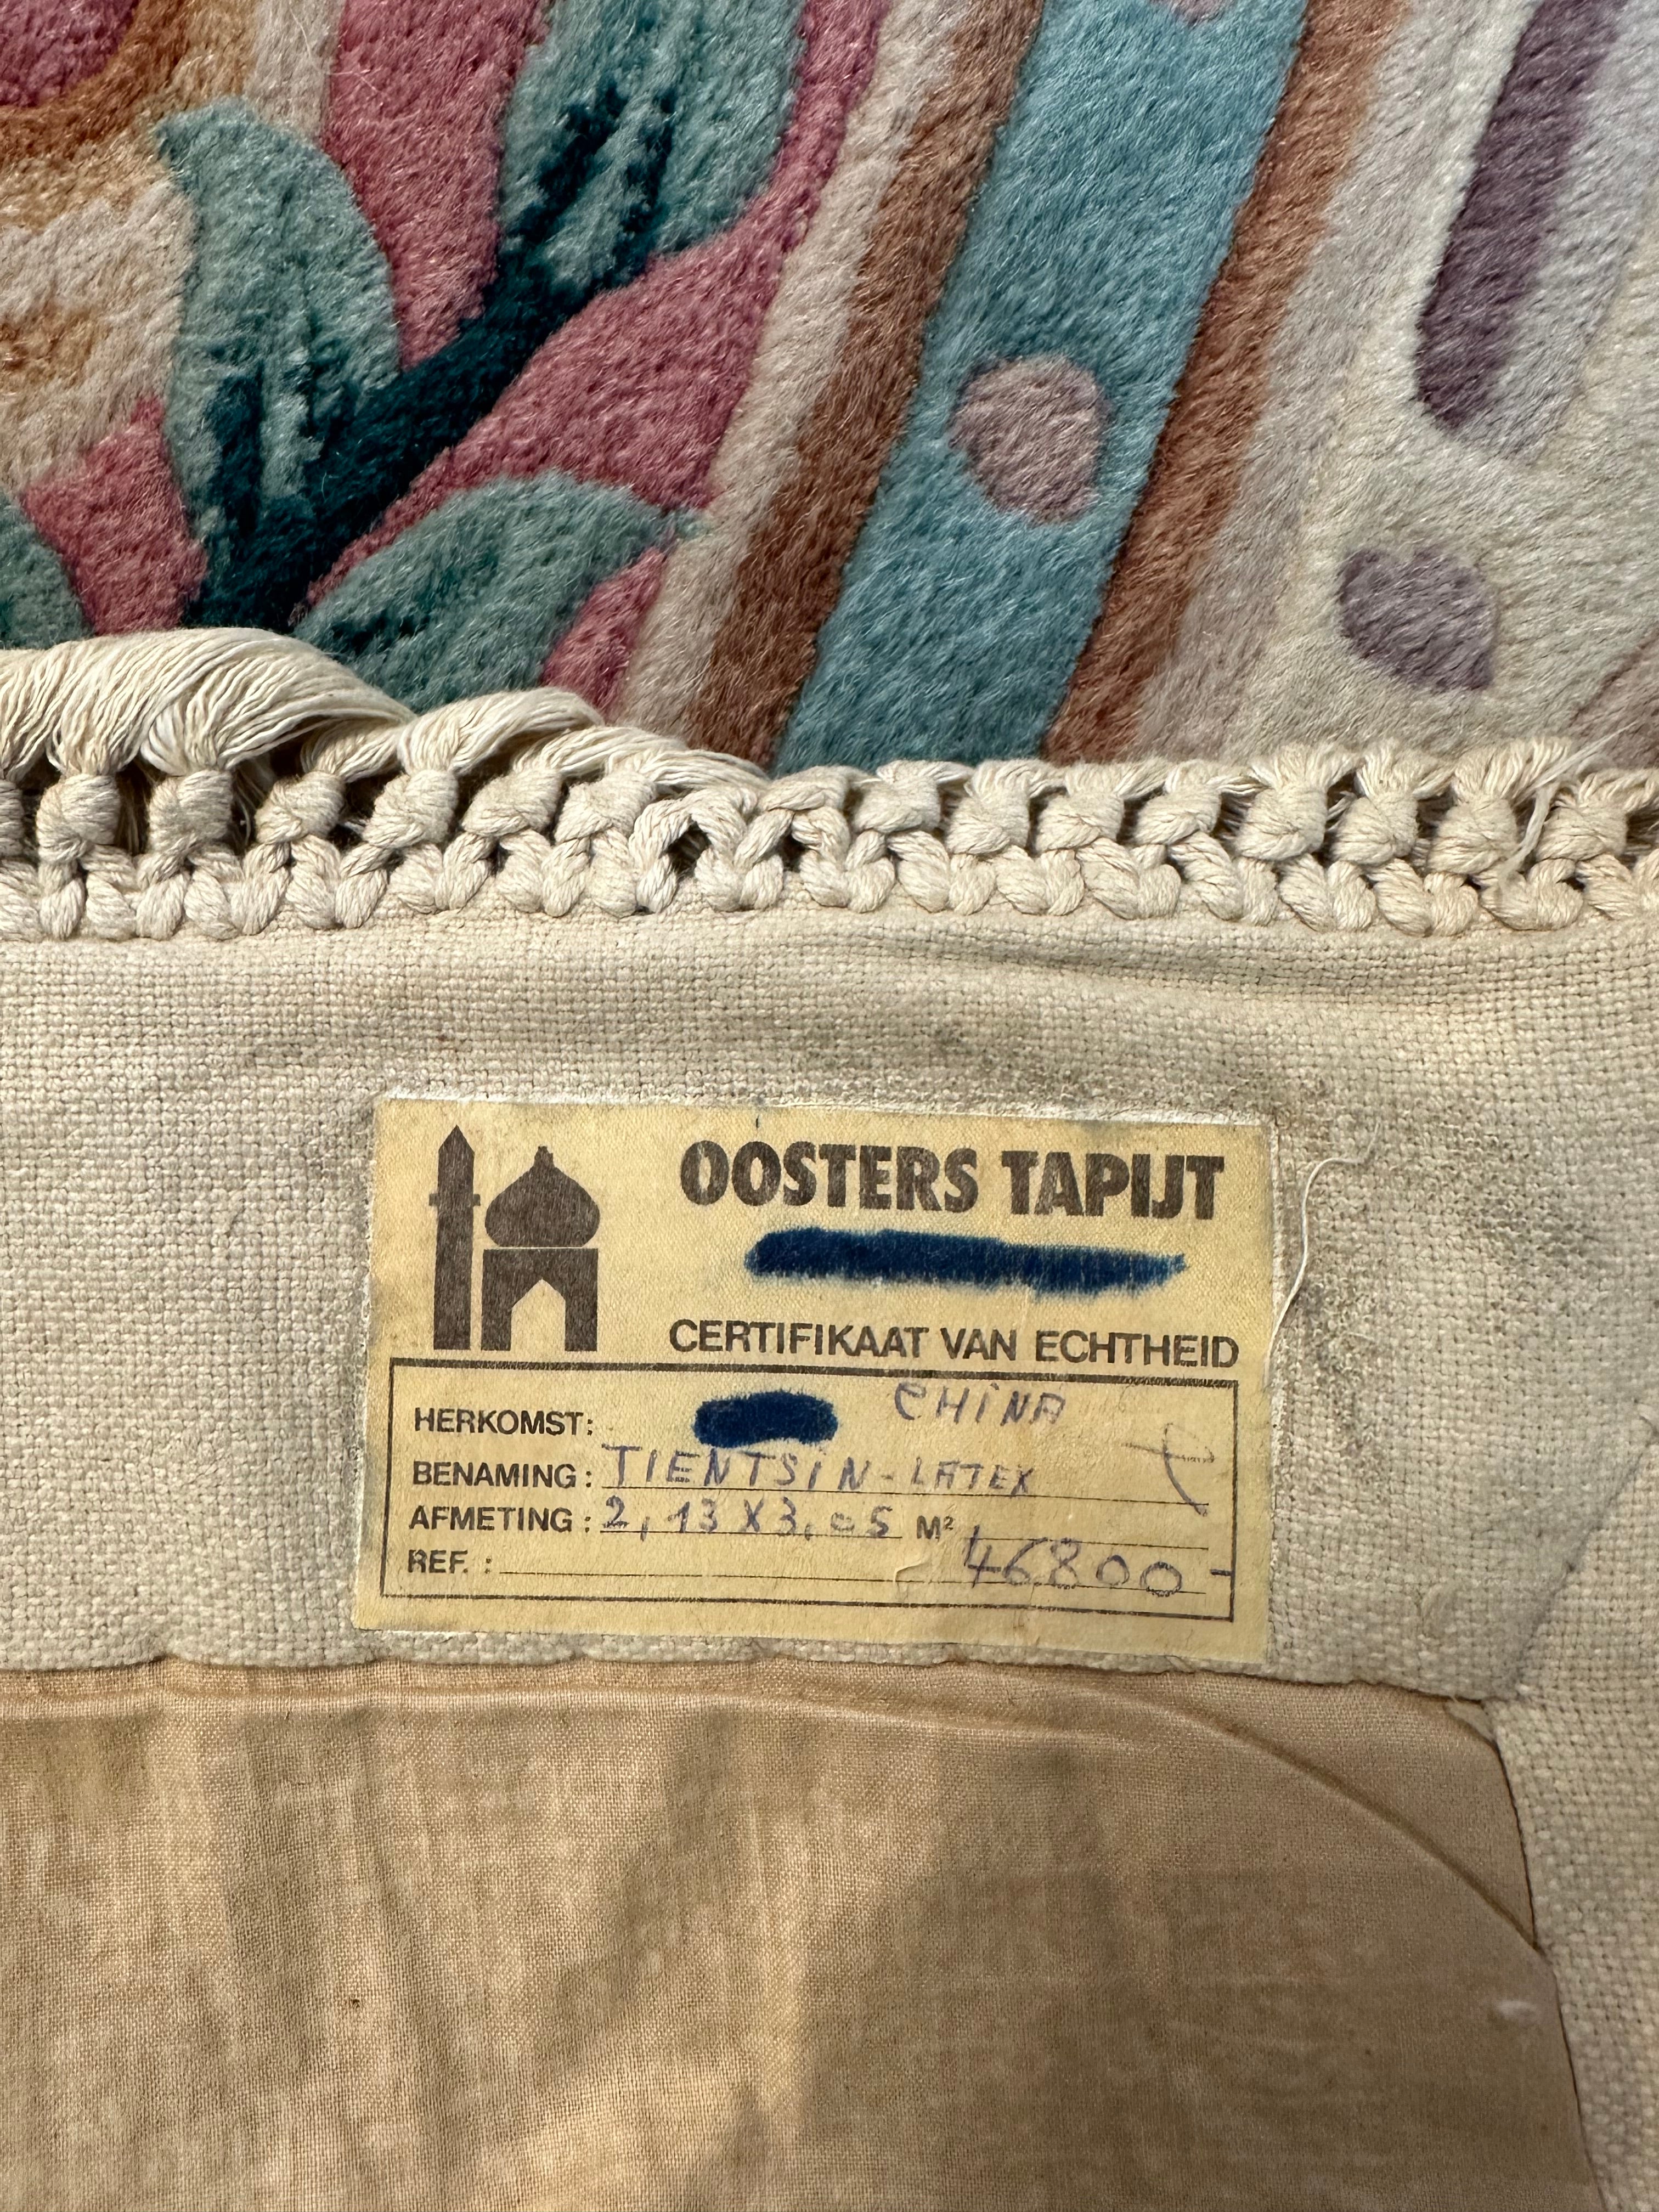 OOSTERS TAPIJT
CERTIFIKAAT VAN ECHTHEID
HERKOMST: CHINA
BENAMING: TIENTSIN-LATEX
AFMETING: 2,13 X 3,05 M²
REF.: 46800-